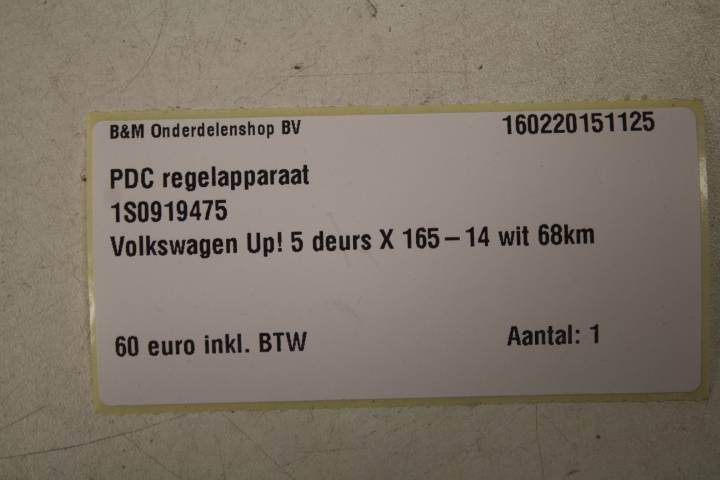 B&M Onderdelenshop BV 160220151125
PDC regelapparaat
1S0919475
Volkswagen Up! 5 deurs X 165 – 14 wit 68km
60 euro inkl. BTW Aantal: 1